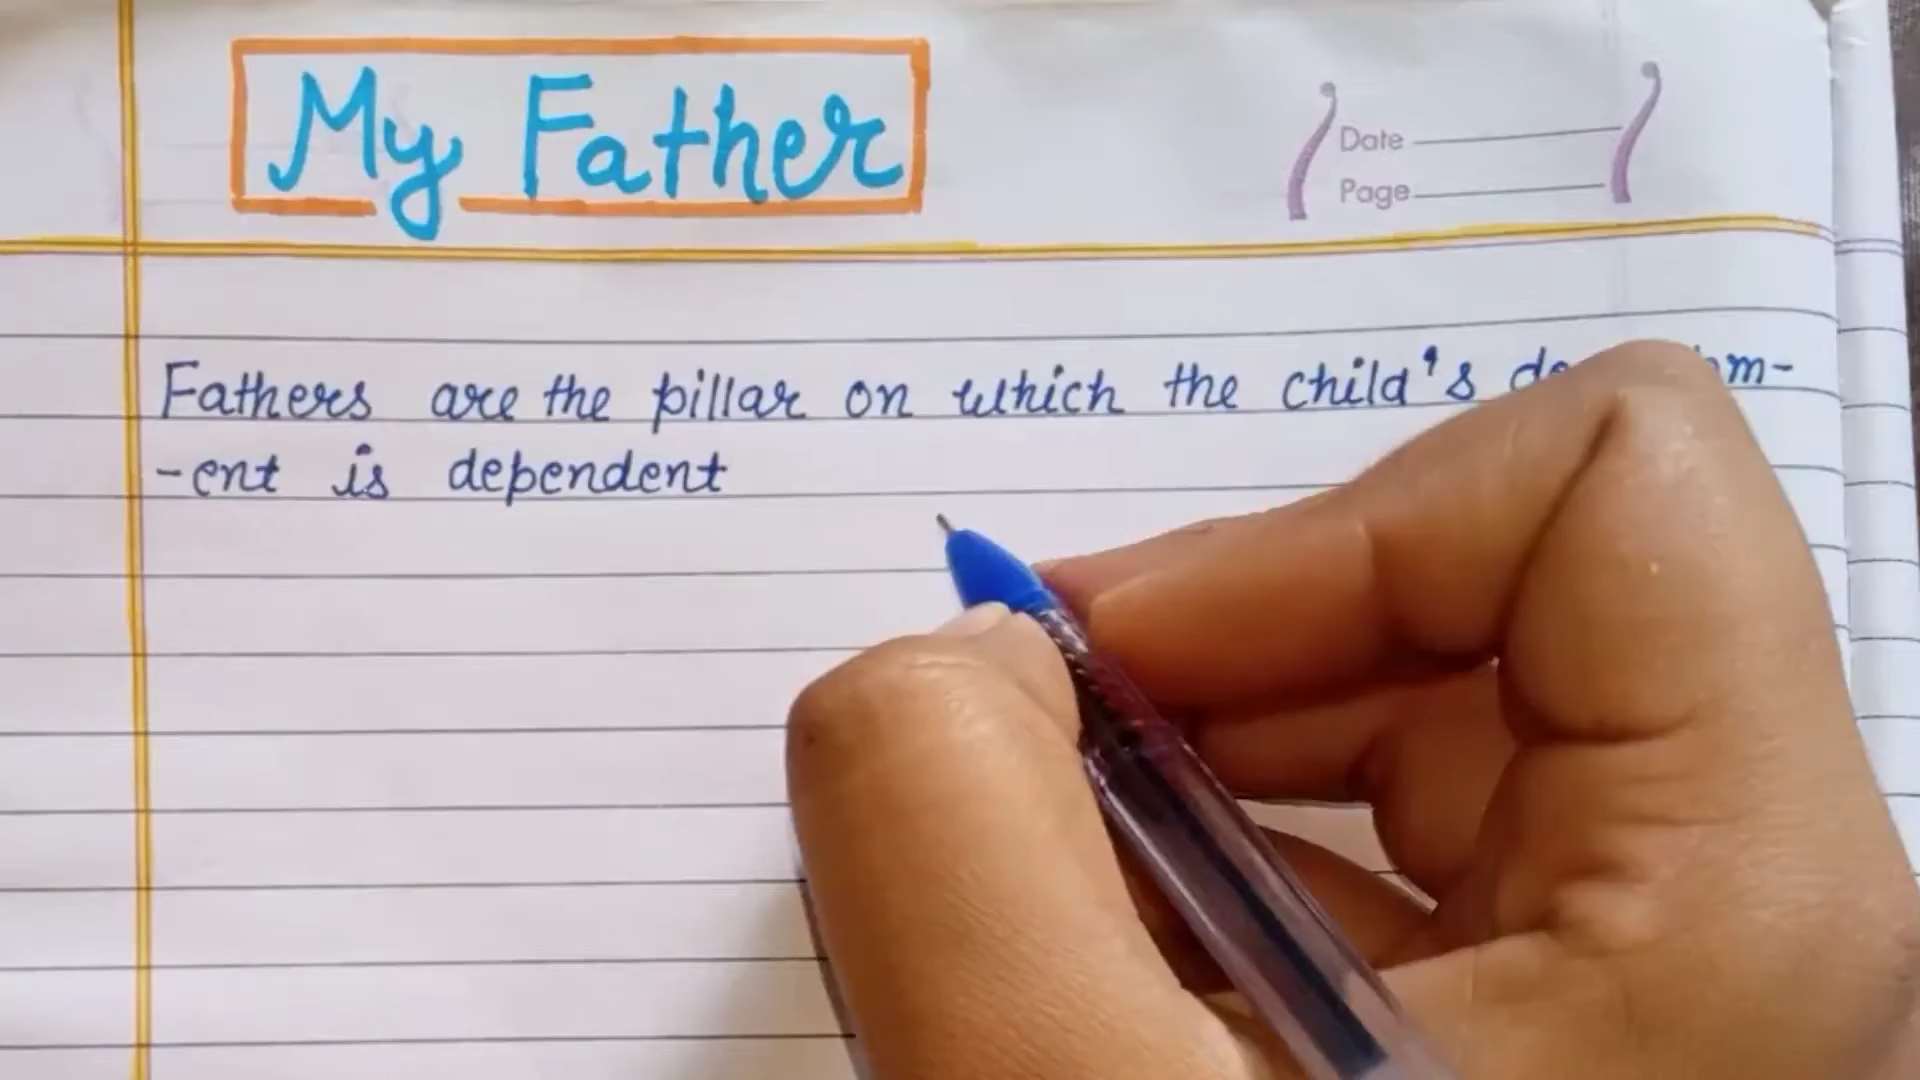 My Father
Date
Page
Fathers are the pillar on which the child's
-ent is dependent